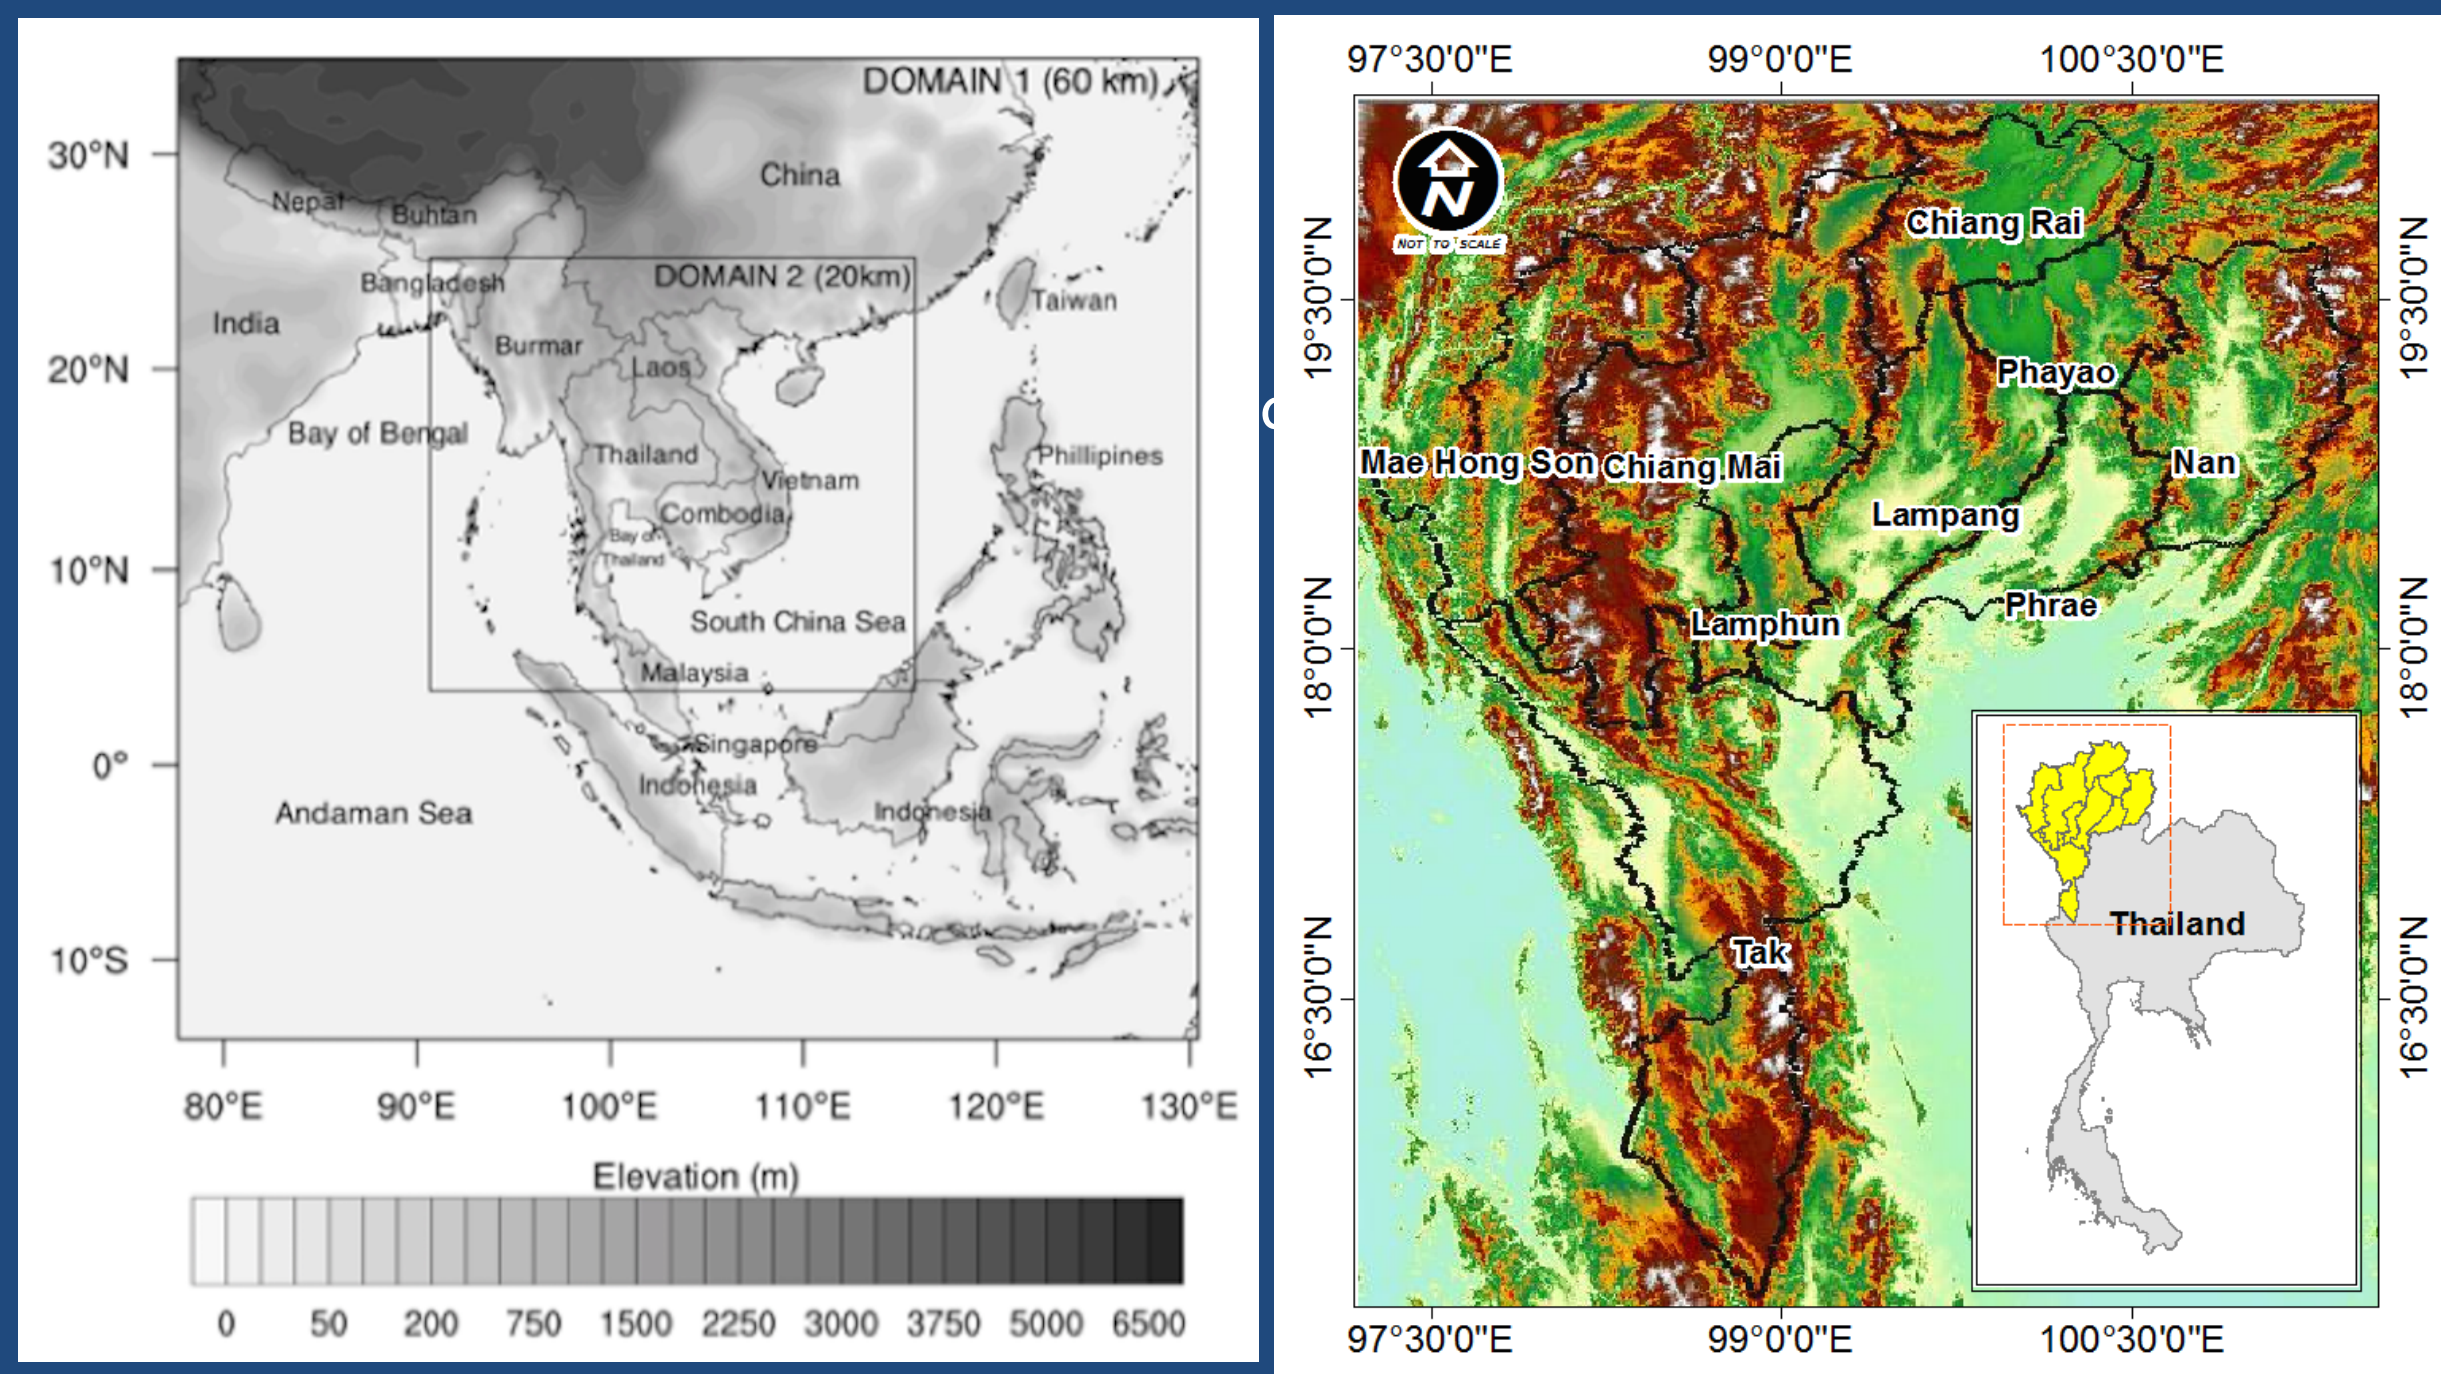 DOMAIN 1 (60 km)
30°N
China
Nepal
Buhtan
DOMAIN 2 (20km)
Bangladesh
Taiwan
India
Burmar
20°N
Laos
Bay of Bengal
Thailand
Phillipines
Vietnam
Combodia
Bay of
Thailand
10°N
South China Sea
Malaysia
Singapore
0°
Indonesia
Indonesia
Andaman Sea
10°S
80°E 90°E 100°E 110°E 120°E 130°E
Elevation (m)
0 50 200 750 1500 2250 3000 3750 5000 6500
97°30'0"E 99°0'0"E 100°30'0"E
N
NOT TO SCALE
Chiang Rai
19°30'0"N 19°30'0"N
Phayao
Mae Hong Son Chiang Mai
Nan
Lampang
Phrae
Lamphun
18°0'0"N 18°0'0"N
Thailand
Tak
16°30'0"N 16°30'0"N
97°30'0"E 99°0'0"E 100°30'0"E